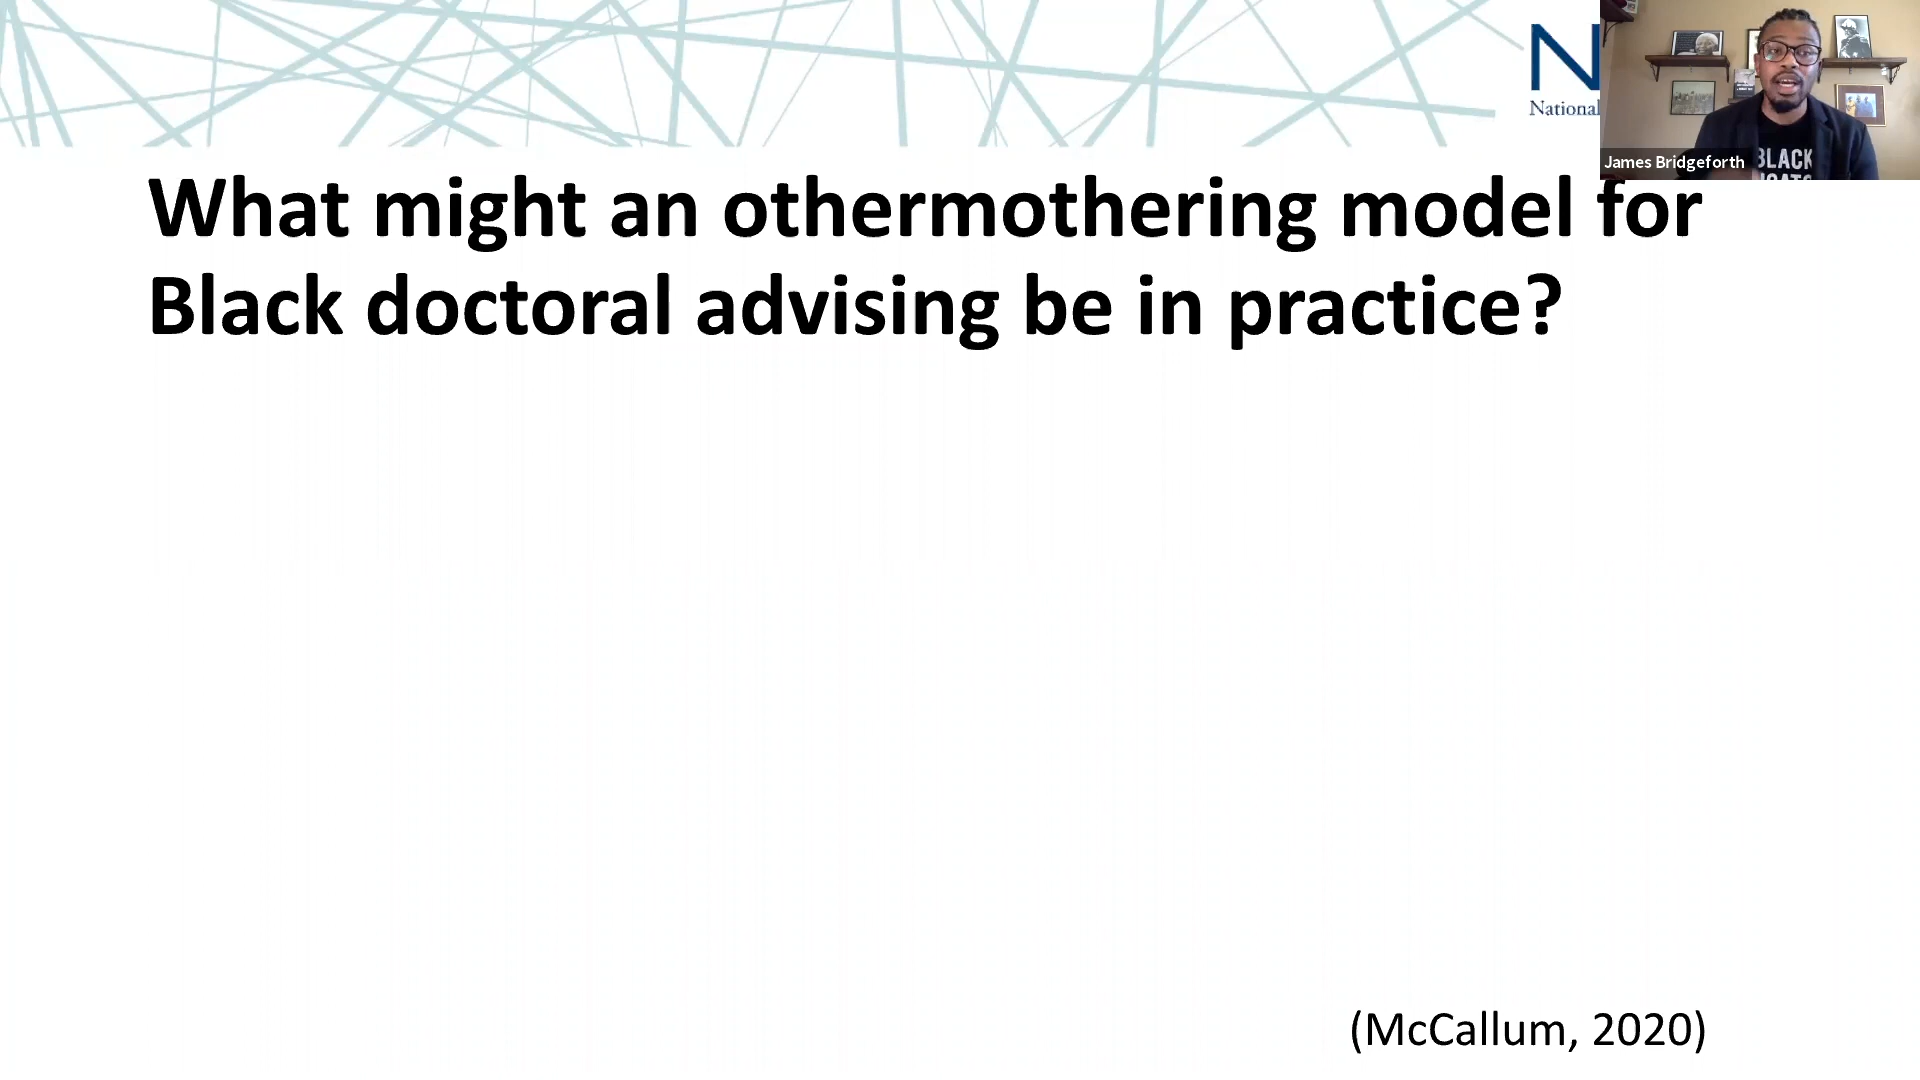 N
National
James Bridgeforth
BLACK
What might an othermothering model for
Black doctoral advising be in practice?
(McCallum, 2020)